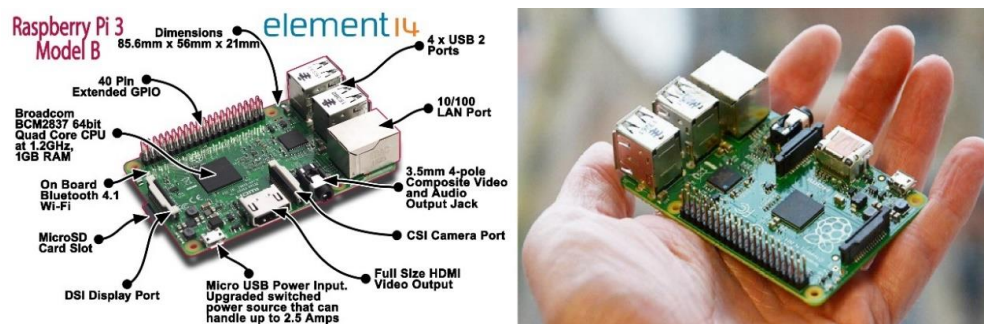 Raspberry Pi 3
Model B
Dimensions
85.6mm x 56mm x 21mm
element14
4 x USB 2
Ports
40 Pin
Extended GPIO
10/100
LAN Port
Broadcom
BCM2837 64bit
Quad Core CPU
at 1.2GHz,
1GB RAM
On Board
Bluetooth 4.1
Wi-Fi
3.5mm 4-pole
Composite Video
and Audio
Output Jack
MicroSD
Card Slot
CSI Camera Port
DSI Display Port
Micro USB Power Input.
Upgraded switched
power source that can
handle up to 2.5 Amps
Full Size HDMI
Video Output